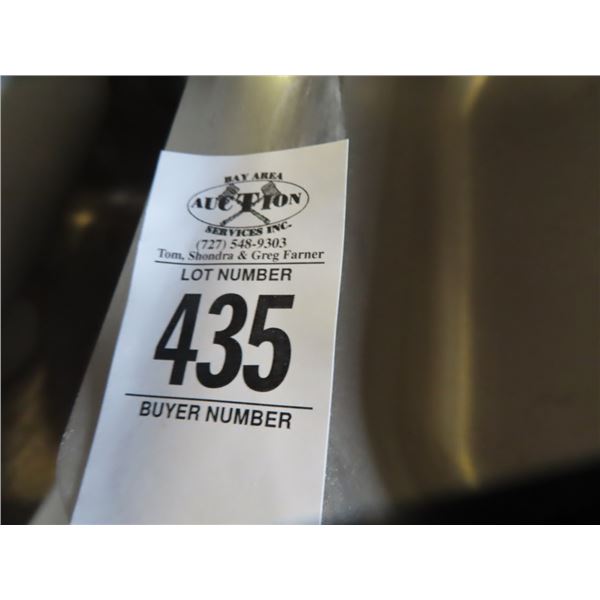 BAY AREA
AUCTION
SERVICES INC.
(727) 548-9303
Tom, Shondra & Greg Farner
LOT NUMBER
435
BUYER NUMBER